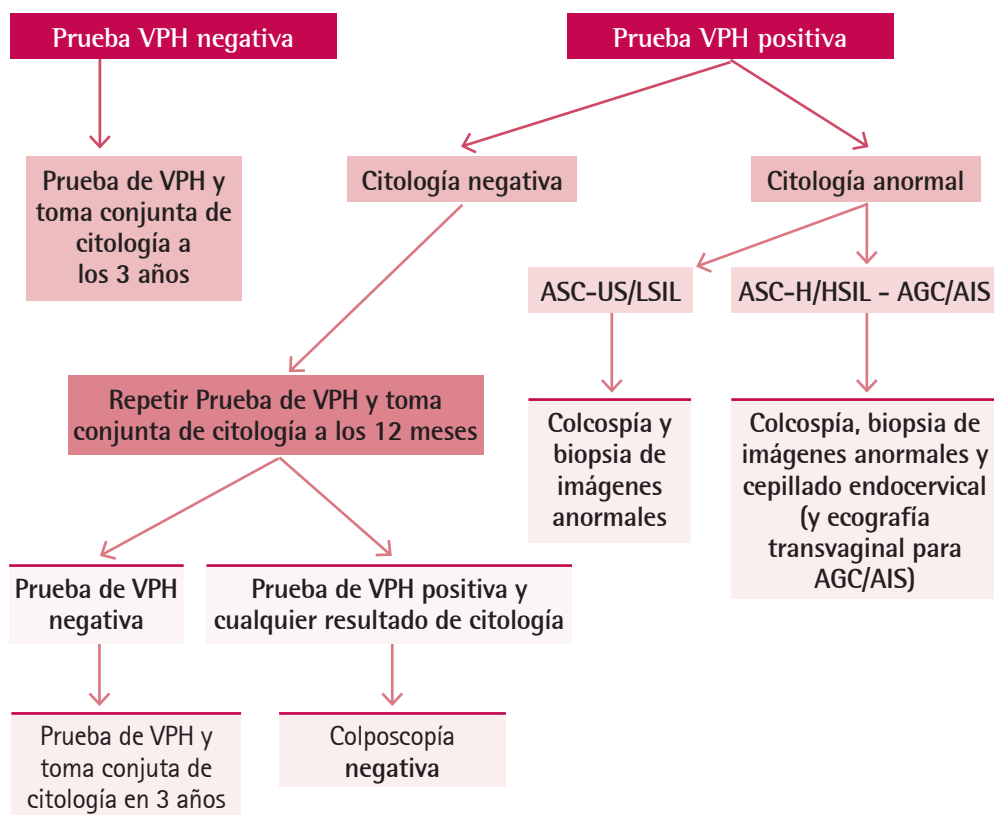 Prueba VPH negativa
Prueba VPH positiva
Prueba de VPH y
toma conjunta de
citología a
los 3 años
Citología negativa
Citología anormal
ASC-US/LSIL
ASC-H/HSIL - AGC/AIS
Repetir Prueba de VPH y toma
conjunta de citología a los 12 meses
Colcospía y
biopsia de
imágenes
anormales
Colcospía, biopsia de
imágenes anormales y
cepillado endocervical
(y ecografía
transvaginal para
AGC/AIS)
Prueba de VPH
negativa
Prueba de VPH positiva y
cualquier resultado de citología
Prueba de VPH y
toma conjuta de
citología en 3 años
Colposcopía
negativa